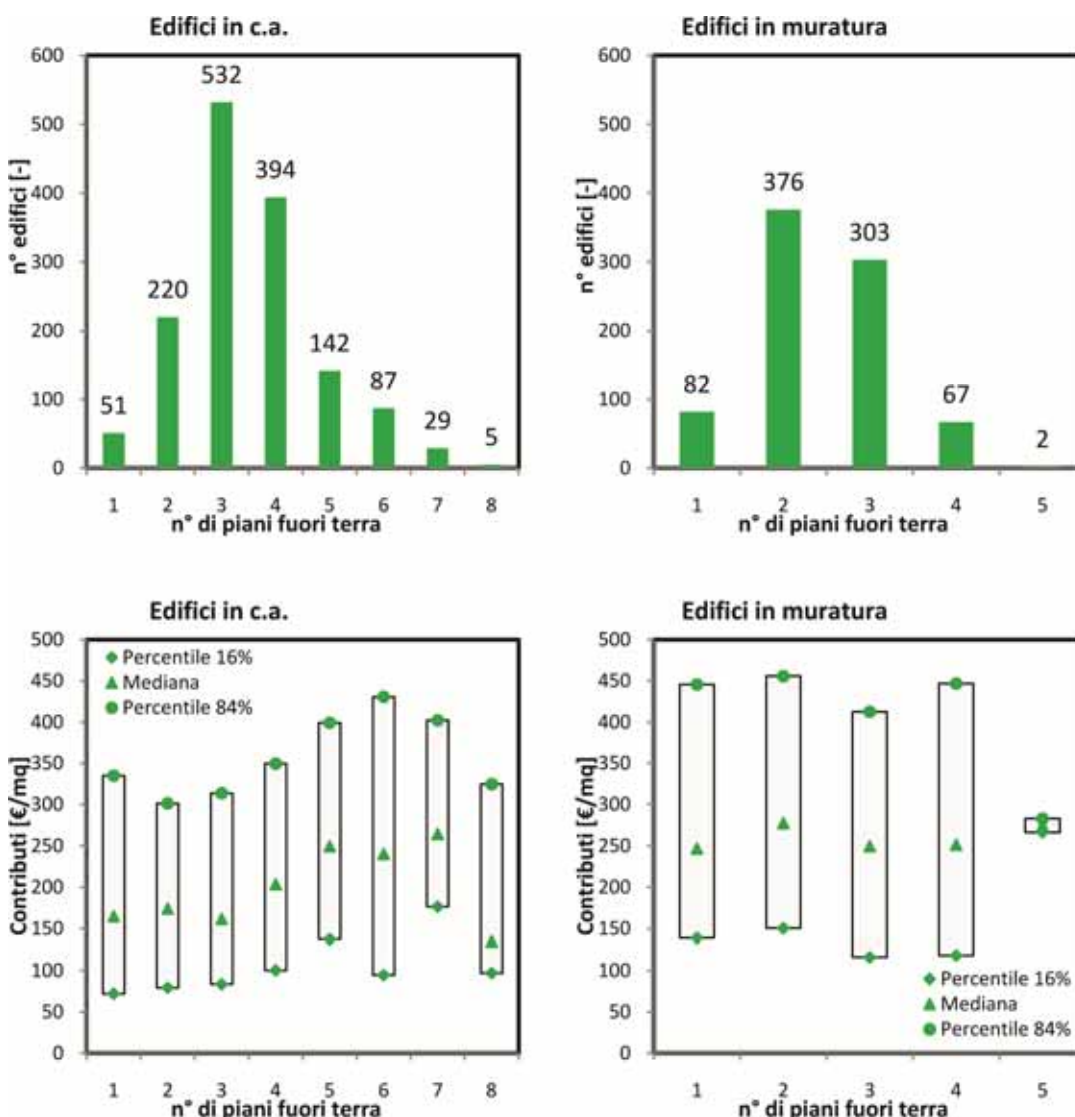 Edifici in c.a.
600
500
400
300
200
100
0
n° edifici [-]
51
220
532
394
142
87
29
5
1 2 3 4 5 6 7 8
n° di piani fuori terra
Edifici in muratura
600
500
400
300
200
100
0
n° edifici [-]
82
376
303
67
2
1 2 3 4 5
n° di piani fuori terra
Edifici in c.a.
500
450
400
350
300
250
200
150
100
50
0
Contributi [€/mq]
Percentile 16%
Mediana
Percentile 84%
1 2 3 4 5 6 7 8
n° di piani fuori terra
Edifici in muratura
500
450
400
350
300
250
200
150
100
50
0
Contributi [€/mq]
Percentile 16%
Mediana
Percentile 84%
1 2 3 4 5
n° di piani fuori terra